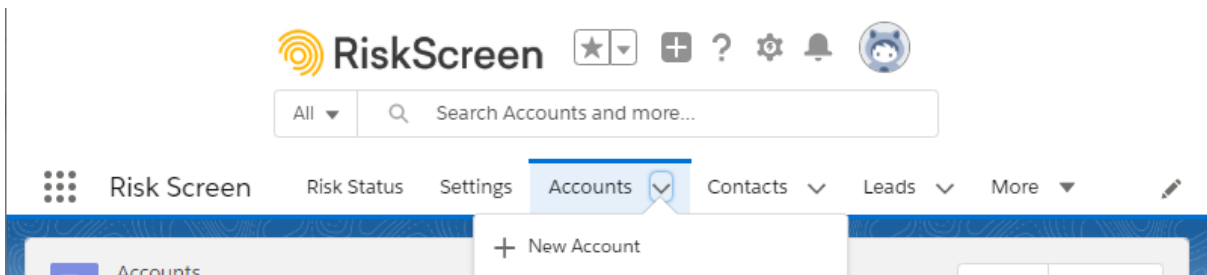 RiskScreen
All Search Accounts and more...
Risk Screen Risk Status Settings Accounts Contacts Leads More
New Account
Accounts